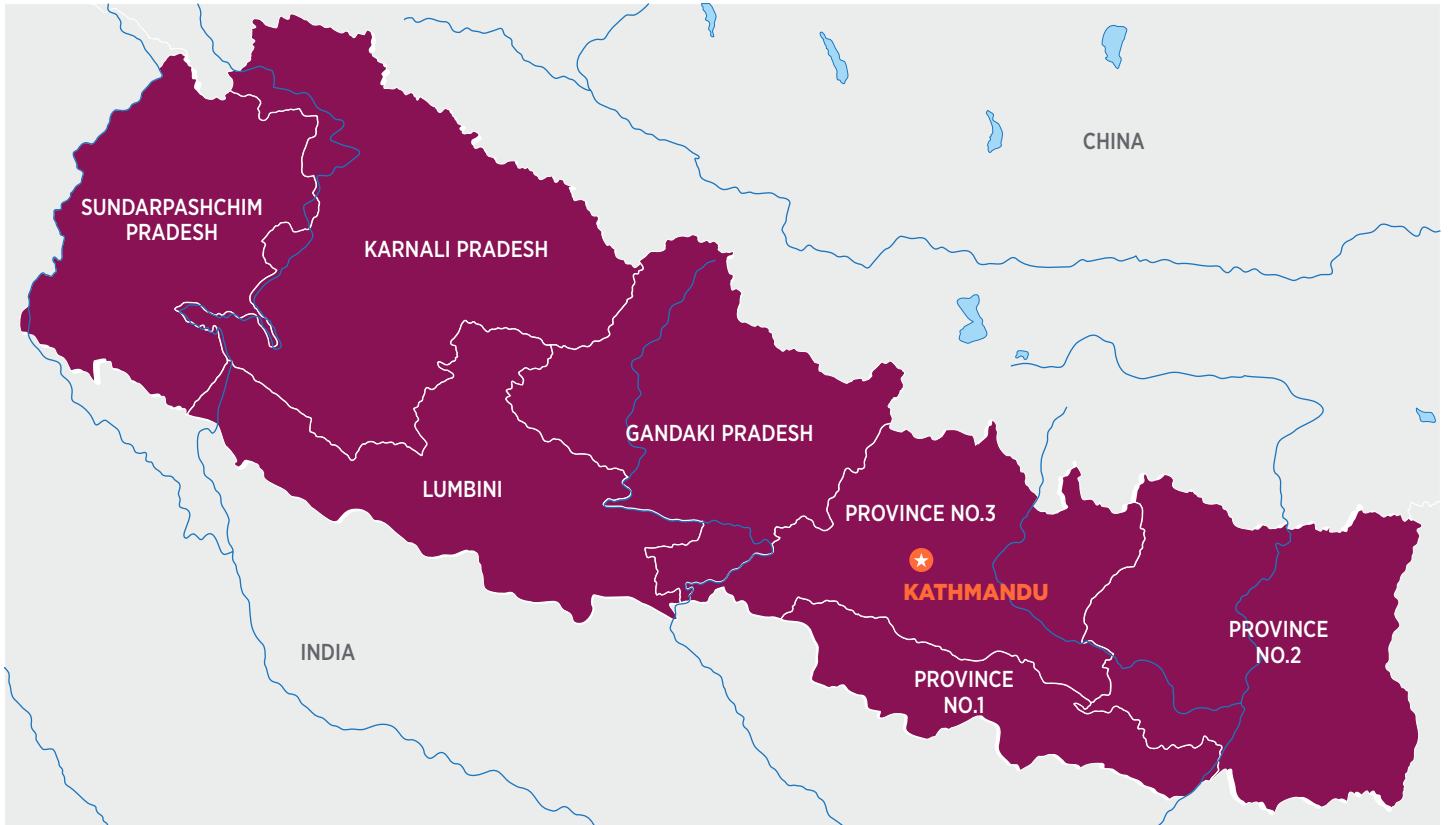 CHINA
SUNDARPASHCHIM
PRADESH
KARNALI PRADESH
GANDAKI PRADESH
LUMBINI
PROVINCE NO.3
KATHMANDU
PROVINCE
NO.2
INDIA
PROVINCE
NO.1